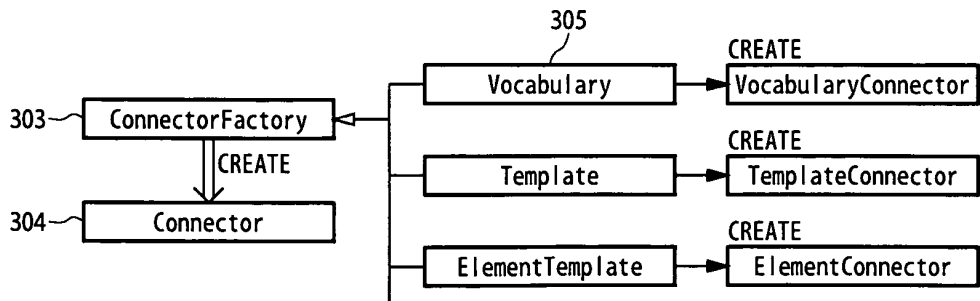 305
CREATE
Vocabulary
VocabularyConnector
303
ConnectorFactory
CREATE
CREATE
Template
TemplateConnector
304
Connector
CREATE
ElementTemplate
ElementConnector